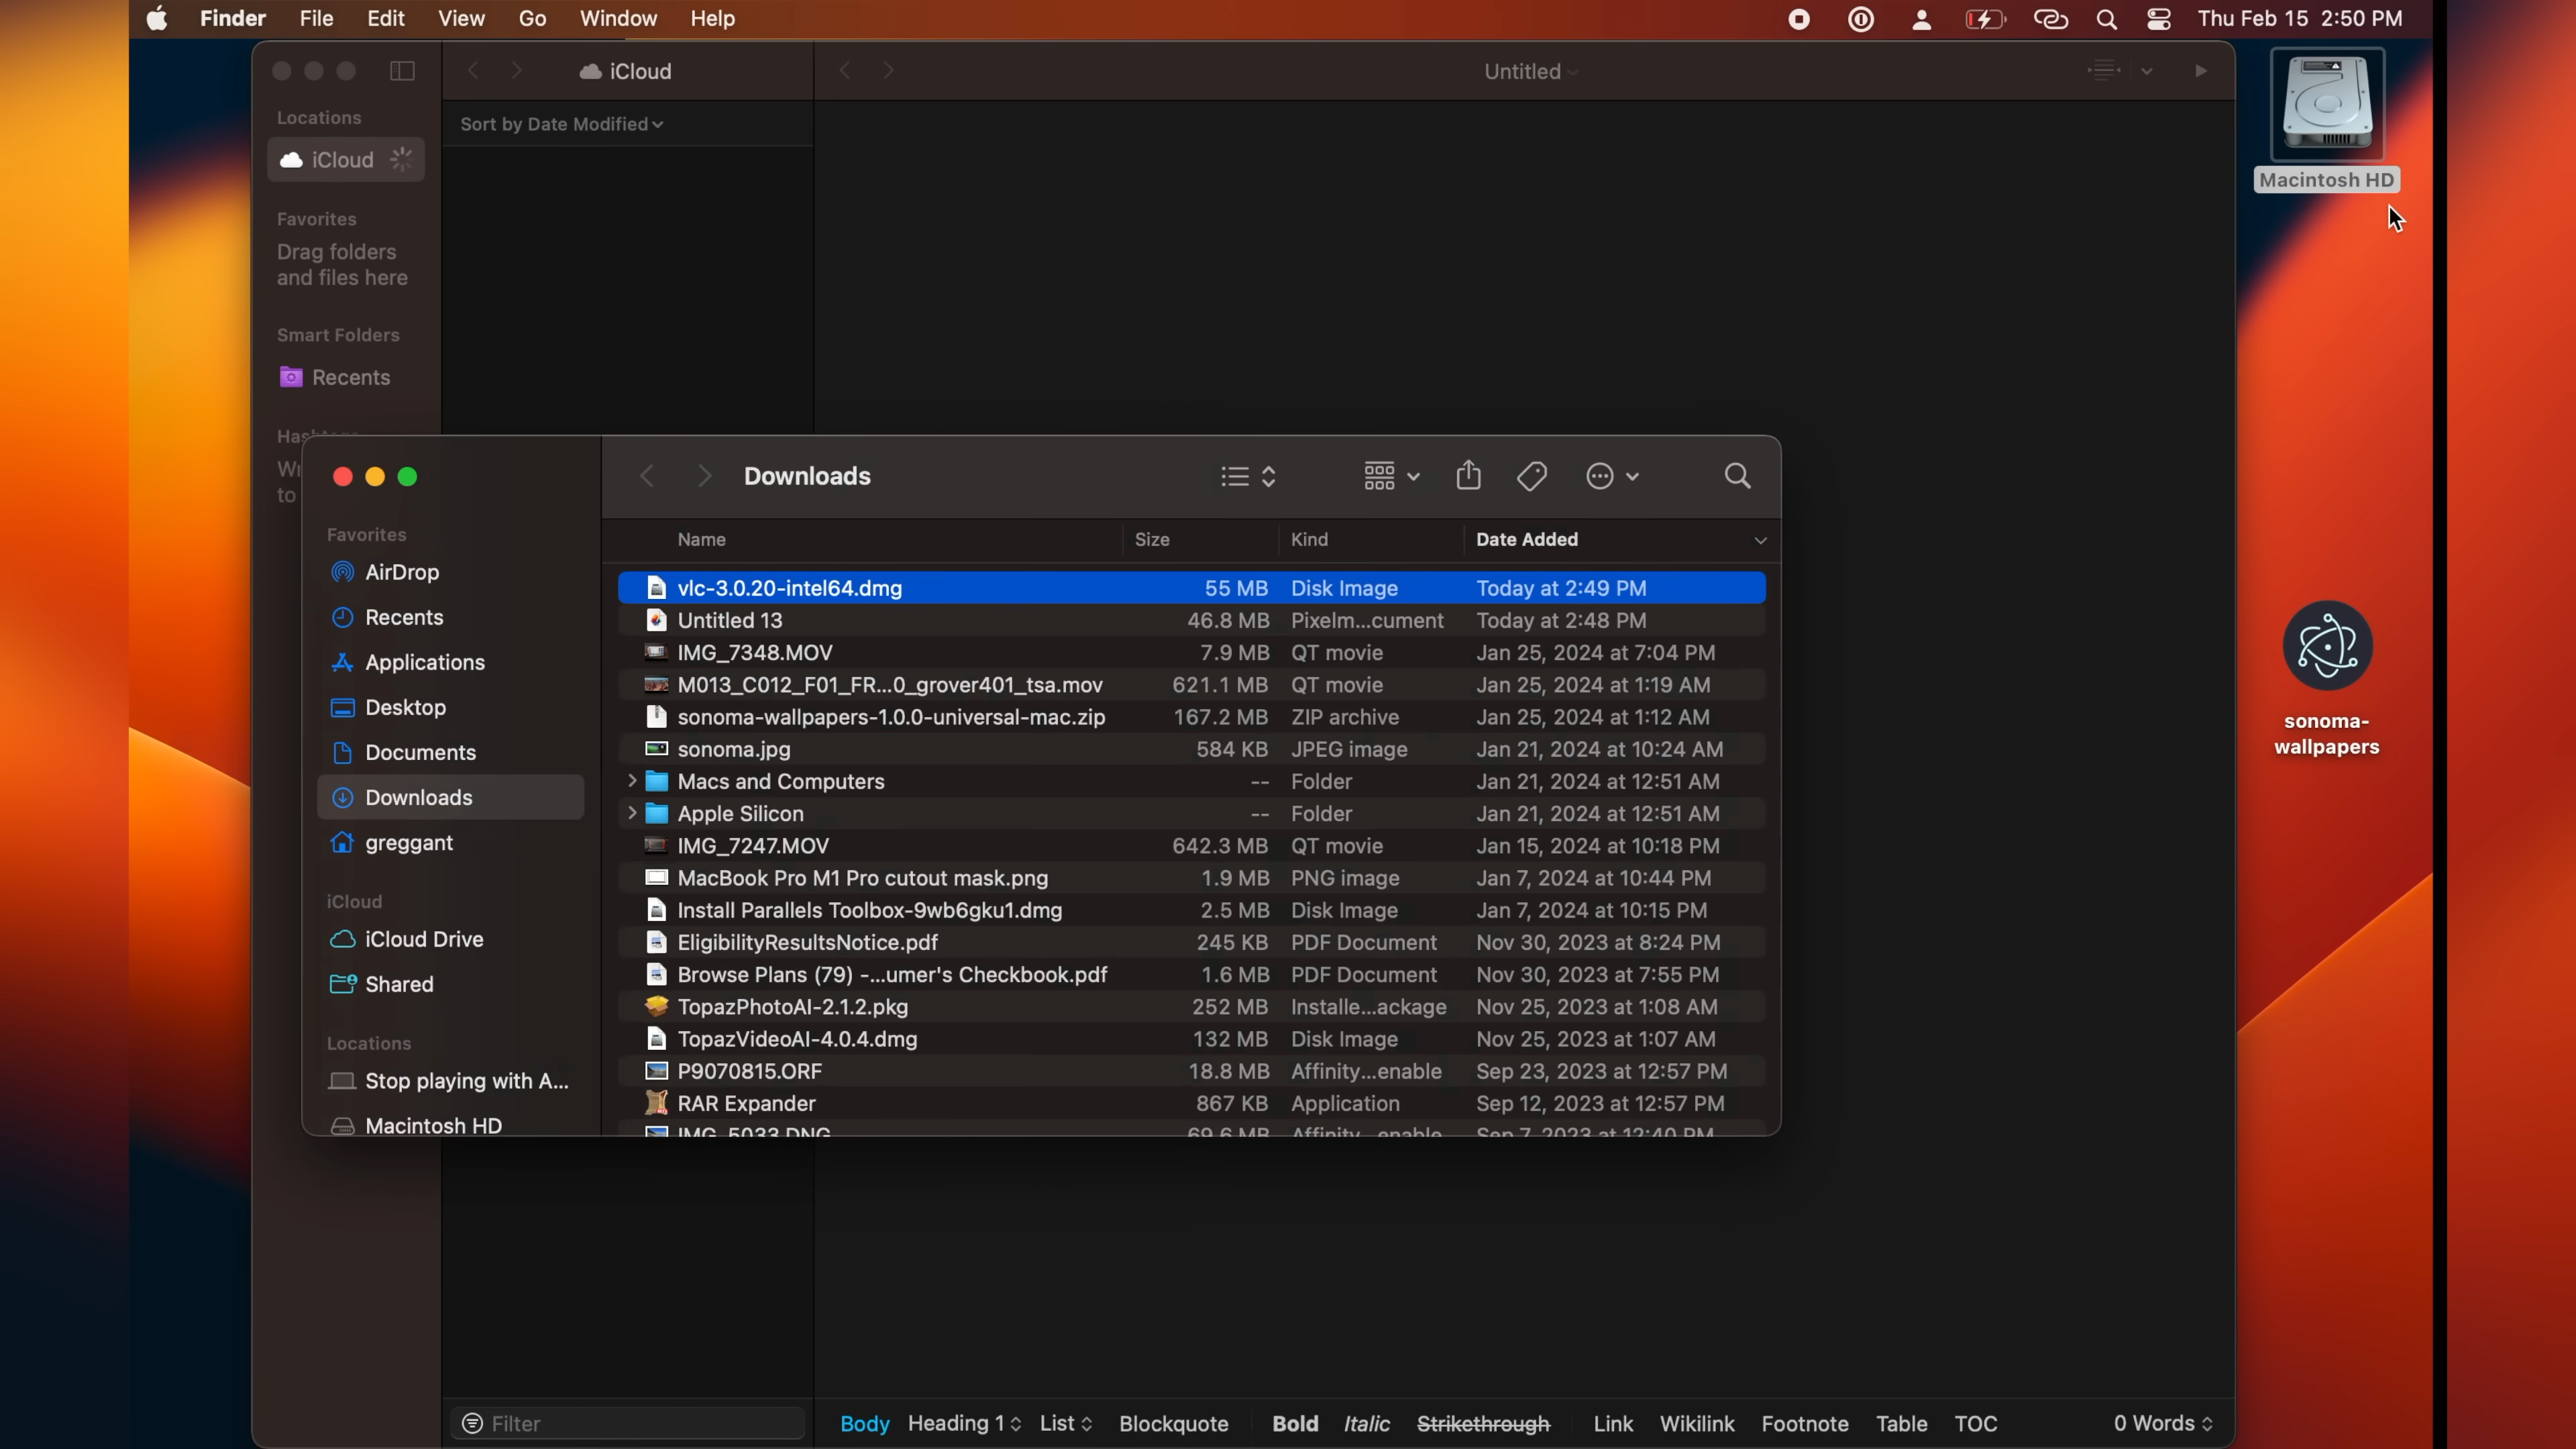 Finder File Edit View Go Window Help Thu Feb 15 2:50 PM
iCloud
Untitled
Locations
Sort by Date Modified
iCloud
Macintosh HD
Favorites
Drag folders
and files here
Smart Folders
Recents
to
Downloads
Favorites
AirDrop
Recents
Applications
Desktop
Documents
Downloads
greggant
iCloud
iCloud Drive
Shared
Locations
Stop playing with A...
Macintosh HD
Name Size Kind Date Added
vlc-3.0.20-intel64.dmg 55 MB Disk Image Today at 2:49 PM
Untitled 13 46.8 MB Pixelm...cument Today at 2:48 PM
IMG_7348.MOV 7.9 MB QT movie Jan 25, 2024 at 7:04 PM
M013_C012_F01_FR...0_grover401_tsa.mov 621.1 MB QT movie Jan 25, 2024 at 1:19 AM
sonoma-wallpapers-1.0.0-universal-mac.zip 167.2 MB ZIP archive Jan 25, 2024 at 1:12 AM
sonoma.jpg 584 KB JPEG image Jan 21, 2024 at 10:24 AM
Macs and Computers -- Folder Jan 21, 2024 at 12:51 AM
Apple Silicon -- Folder Jan 21, 2024 at 12:51 AM
IMG_7247.MOV 642.3 MB QT movie Jan 15, 2024 at 10:18 PM
MacBook Pro M1 Pro cutout mask.png 1.9 MB PNG image Jan 7, 2024 at 10:44 PM
Install Parallels Toolbox-9wb6gku1.dmg 2.5 MB Disk Image Jan 7, 2024 at 10:15 PM
EligibilityResultsNotice.pdf 245 KB PDF Document Nov 30, 2023 at 8:24 PM
Browse Plans (79) -...umer's Checkbook.pdf 1.6 MB PDF Document Nov 30, 2023 at 7:55 PM
TopazPhotoAI-2.1.2.pkg 252 MB Installe...ackage Nov 25, 2023 at 1:08 AM
TopazVideoAI-4.0.4.dmg 132 MB Disk Image Nov 25, 2023 at 1:07 AM
P9070815.ORF 18.8 MB Affinity...enable Sep 23, 2023 at 12:57 PM
RAR Expander 867 KB Application Sep 12, 2023 at 12:57 PM
IMG_5033.DNG 69.6 MB Affinity...enable Sep 7, 2023 at 12:40 PM
sonoma-
wallpapers
Filter
Body Heading 1 List Blockquote Bold Italic Strikethrough Link Wikilink Footnote Table TOC 0 Words